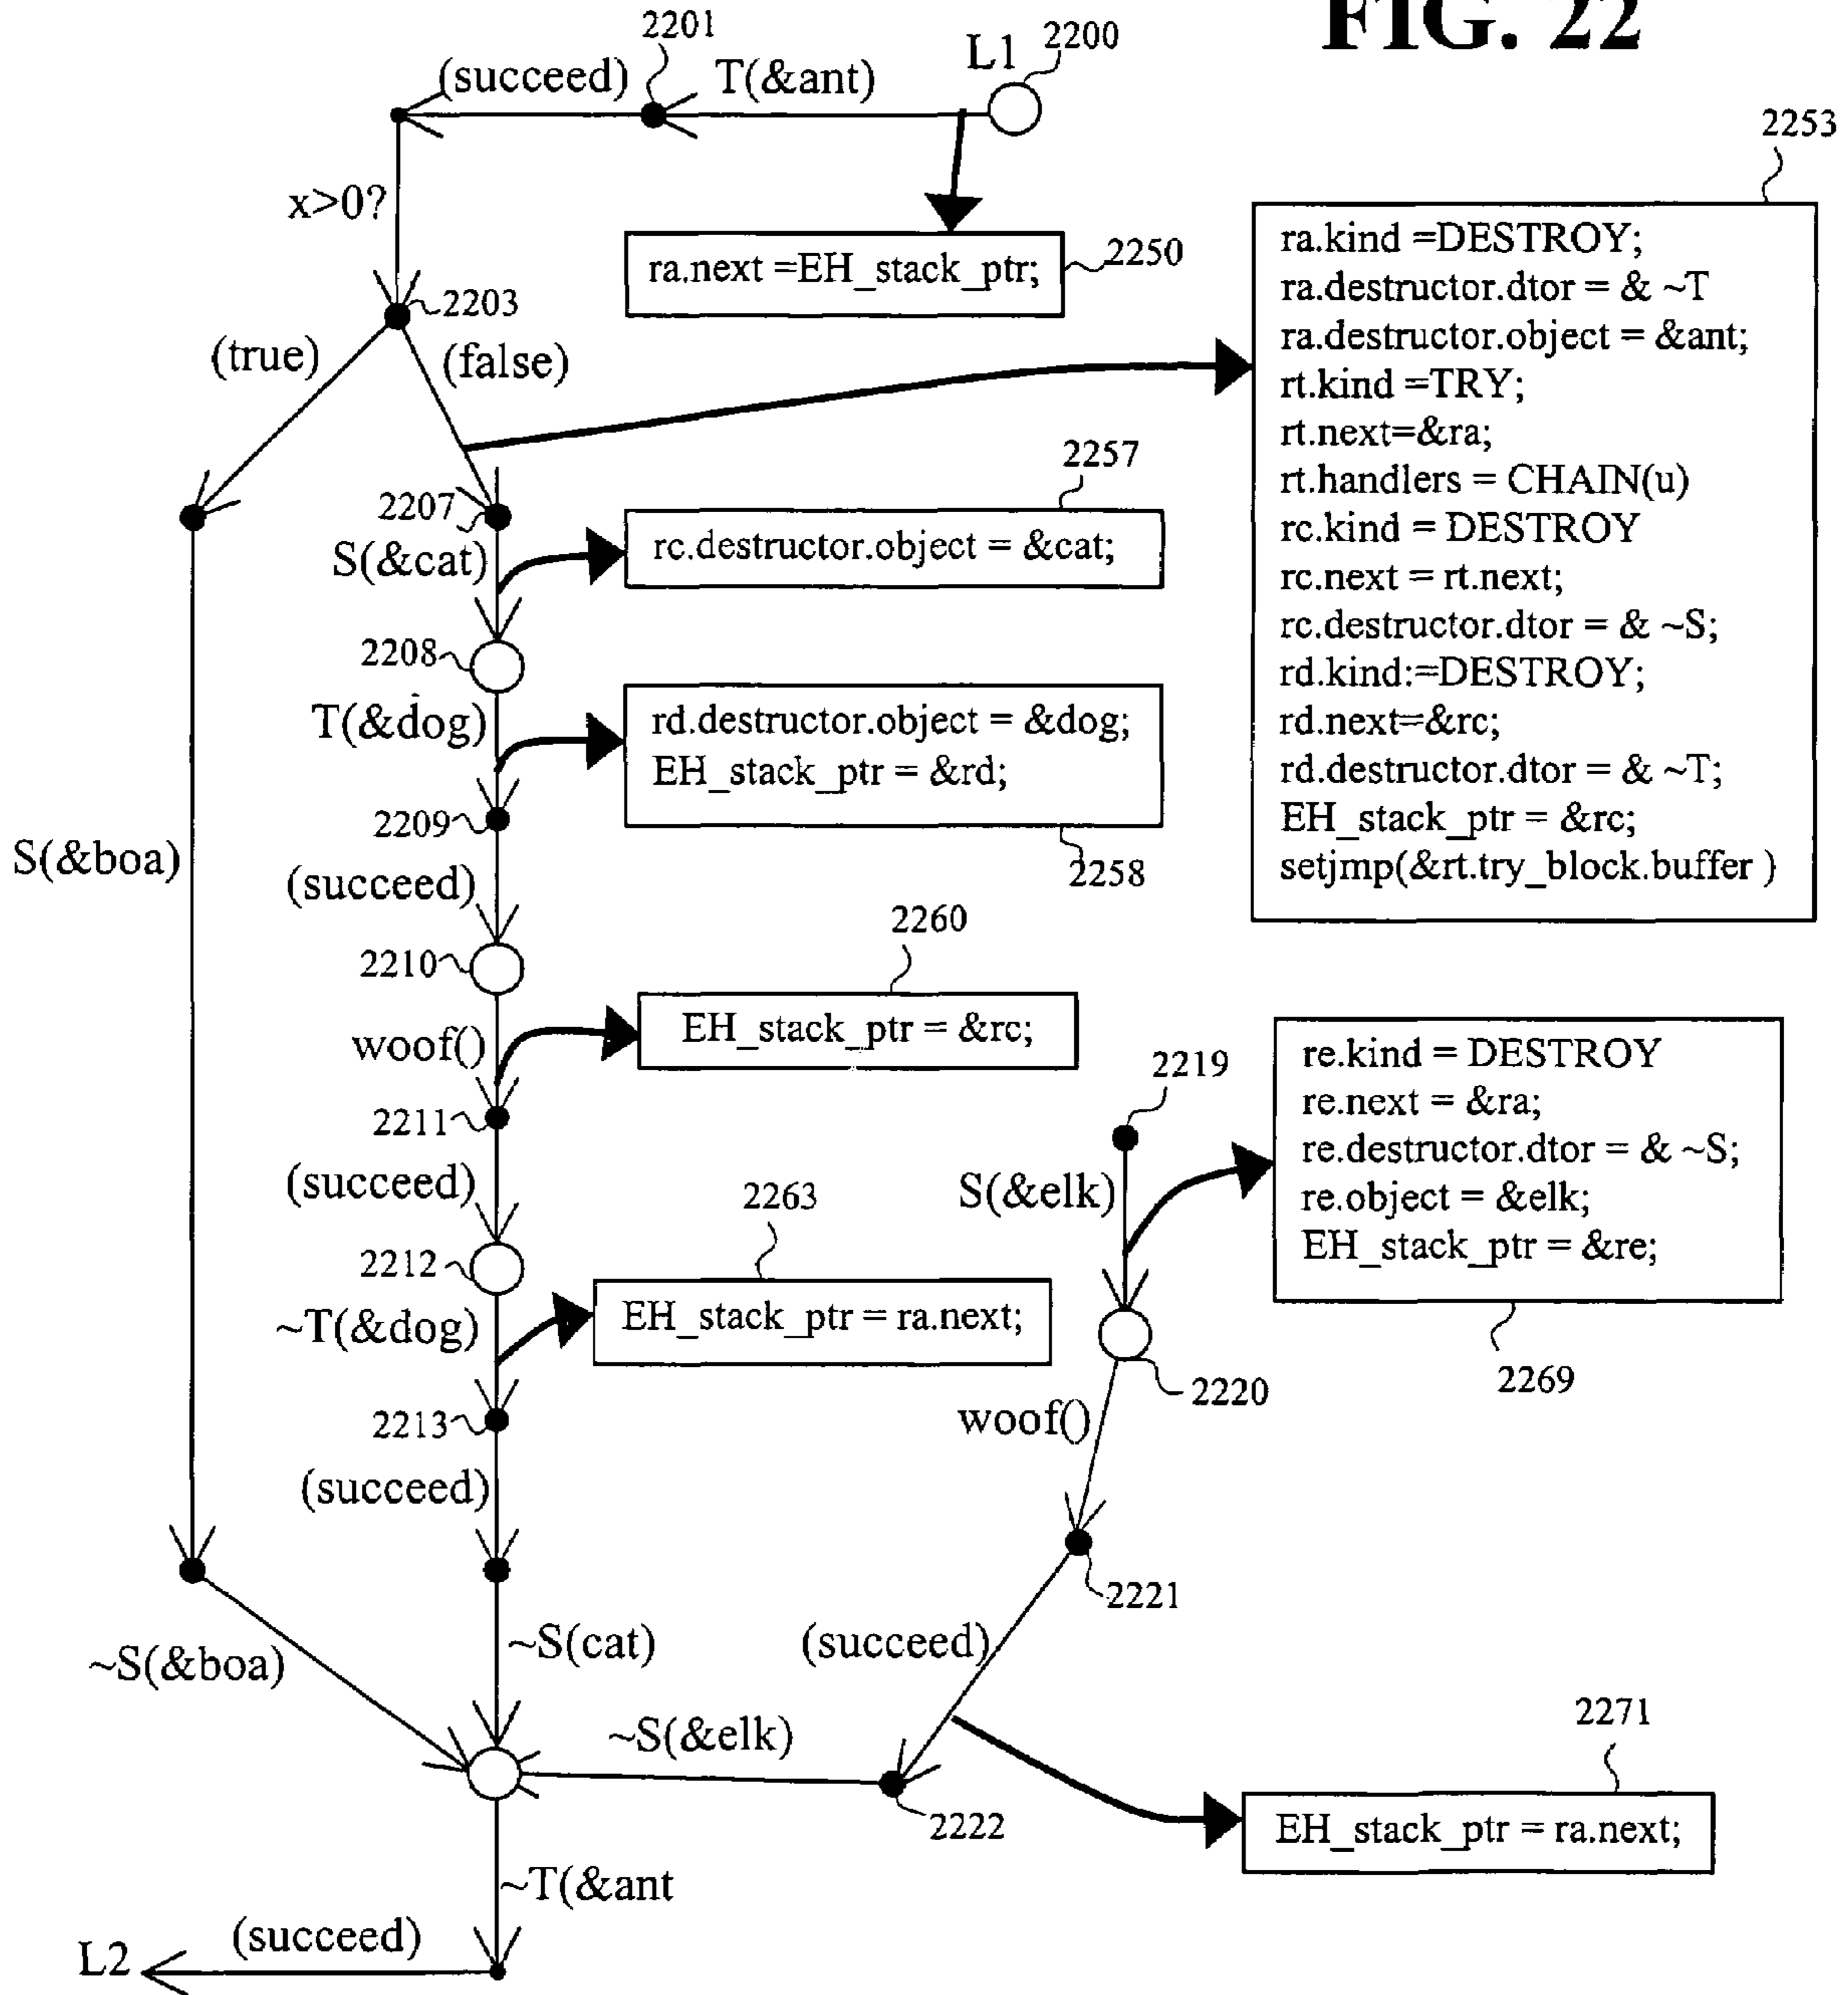 FIG. 22
2201
L1
2200
(succeed)
T(&ant)
2253
x>0?
ra.next =EH_stack_ptr;
2250
2203
(true)
(false)
ra.kind =DESTROY;
ra.destructor.dtor = & ~T
ra.destructor.object = &ant;
rt.kind =TRY;
rt.next=&ra;
rt.handlers = CHAIN(u)
rc.kind = DESTROY
rc.next = rt.next;
rc.destructor.dtor = & ~S;
rd.kind:=DESTROY;
rd.next=&rc;
rd.destructor.dtor = & ~T;
EH_stack_ptr = &rc;
setjmp(&rt.try_block.buffer )
2257
2207
S(&cat)
rc.destructor.object = &cat;
2208
T(&dog)
rd.destructor.object = &dog;
EH_stack_ptr = &rd;
2209
2258
S(&boa)
(succeed)
2260
2210
EH_stack_ptr = &rc;
woof()
2219
2211
re.kind = DESTROY
re.next = &ra;
re.destructor.dtor = & ~S;
re.object = &elk;
EH_stack_ptr = &re;
(succeed)
2263
S(&elk)
2212
~T(&dog)
EH_stack_ptr = ra.next;
2269
2220
2213
woof()
(succeed)
2221
~S(&boa)
~S(cat)
(succeed)
2271
~S(&elk)
2222
EH_stack_ptr = ra.next;
~T(&ant
(succeed)
L2